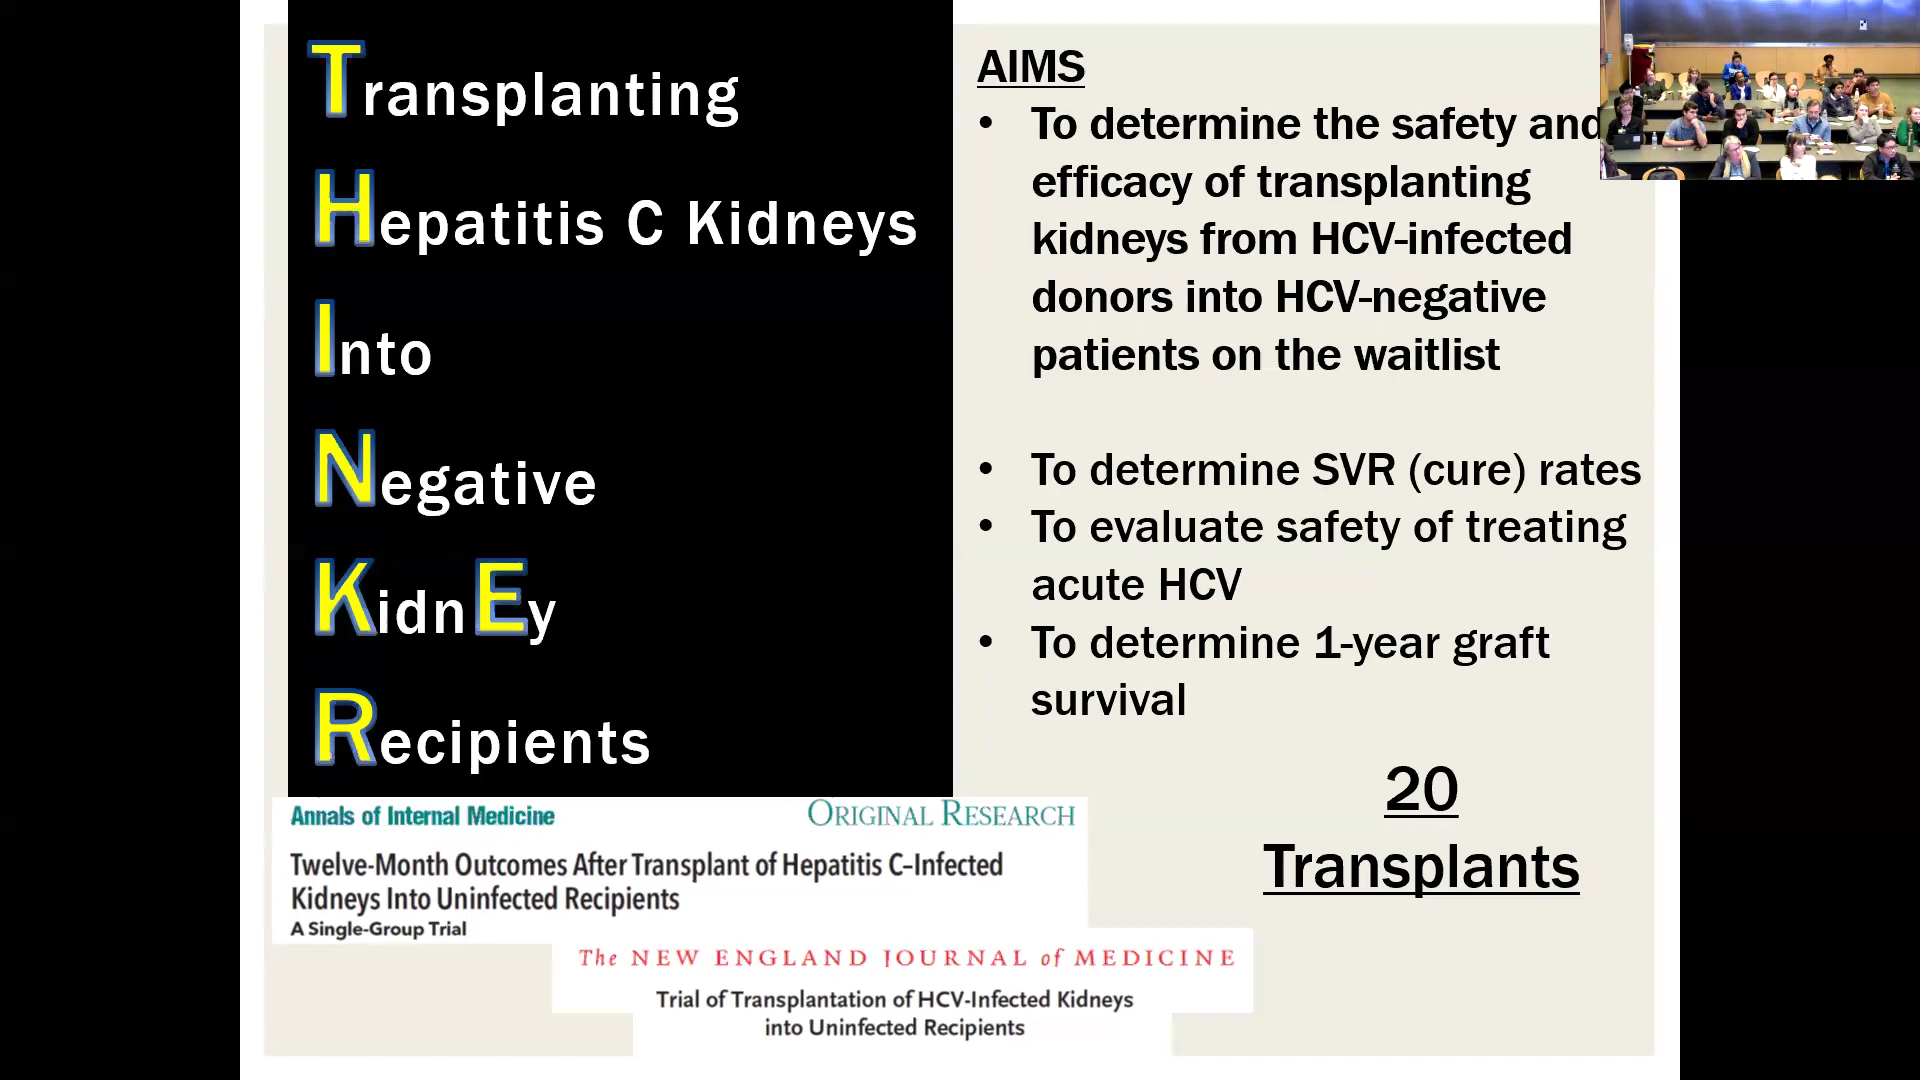 Transplanting
Hepatitis C Kidneys
Into
Negative
KidnEy
Recipients
AIMS
• To determine the safety and
efficacy of transplanting
kidneys from HCV-infected
donors into HCV-negative
patients on the waitlist
• To determine SVR (cure) rates
• To evaluate safety of treating
acute HCV
• To determine 1-year graft
survival
20
Transplants
Annals of Internal Medicine
ORIGINAL RESEARCH
Twelve-Month Outcomes After Transplant of Hepatitis C–Infected
Kidneys Into Uninfected Recipients
A Single-Group Trial
The NEW ENGLAND JOURNAL of MEDICINE
Trial of Transplantation of HCV-Infected Kidneys
into Uninfected Recipients